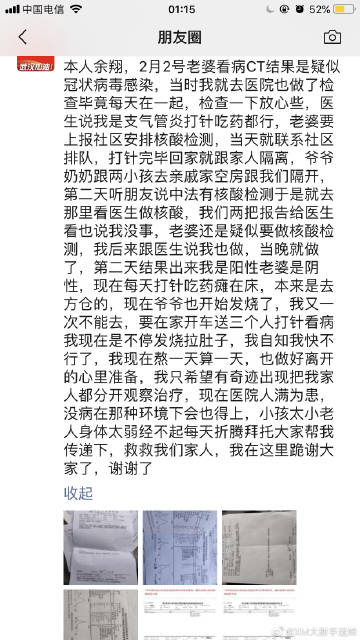 中国电信
01:15
52%
朋友圈
武汉加油！
本人余翔，2月2号老婆看病CT结果是疑似
冠状病毒感染，当时我就去医院也做了检
查毕竟每天在一起，检查一下放心些，医
生说我是支气管炎打针吃药都行，老婆要
上报社区安排核酸检测，当天就联系社区
排队，打针完毕回家就跟家人隔离，爷爷
奶奶跟两小孩去亲戚家空房跟我们隔开，
第二天听朋友说中法有核酸检测于是就去
那里看医生做核酸，我们两把报告给医生
看也说我没事，老婆还是疑似要做核酸检
测，我后来跟医生说我也做，当晚就做
了，第二天结果出来我是阳性老婆是阴
性，现在每天打针吃药瘫在床，本来是去
方仓的，现在爷爷也开始发烧了，我又一
次不能去，要在家开车送三个人打针看病
我现在是不停发烧拉肚子，我自知我快不
行了，我现在熬一天算一天，也做好离开
的心里准备，我只希望有奇迹出现把我家
人都分开观察治疗，现在医院人满为患，
没病在那种环境下会也得上，小孩太小老
人身体太弱经不起每天折腾拜托大家帮我
传递下，救救我们家人，我在这里跪谢大
家了，谢谢了
收起